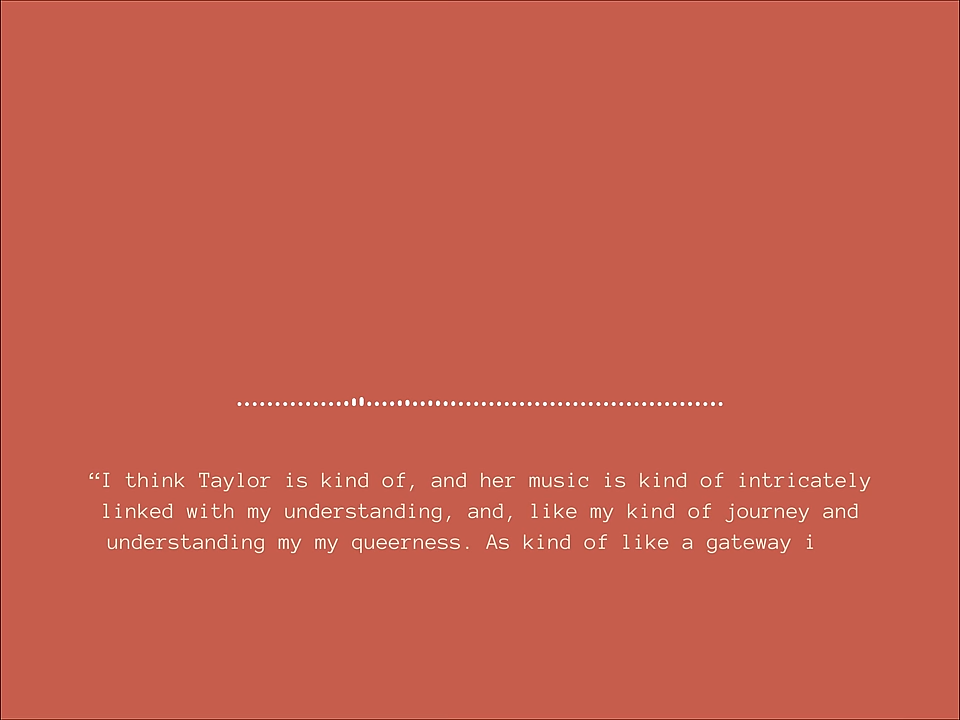 “I think Taylor is kind of, and her music is kind of intricately
linked with my understanding, and, like my kind of journey and
understanding my my queerness. As kind of like a gateway i